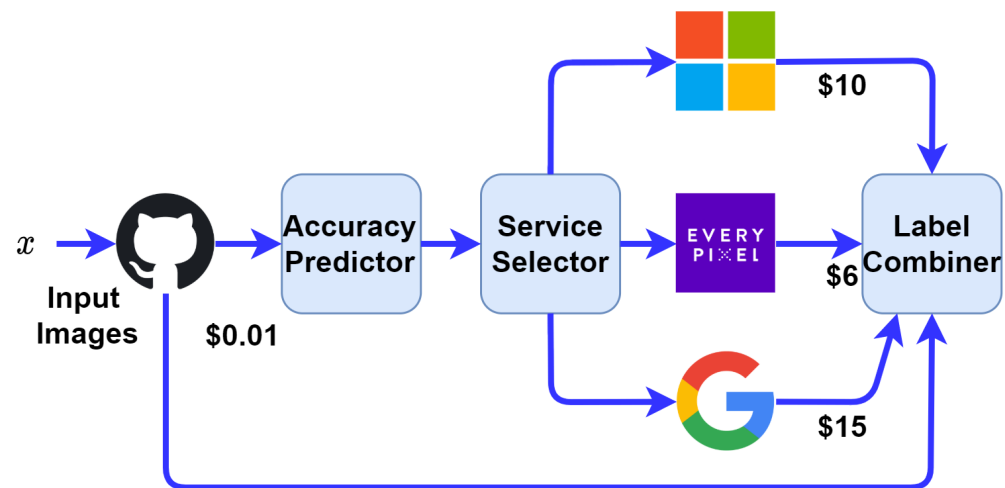 x
Input
Images
$0.01
Accuracy
Predictor
Service
Selector
$10
EVERY
PIXEL
$6
$15
Label
Combiner